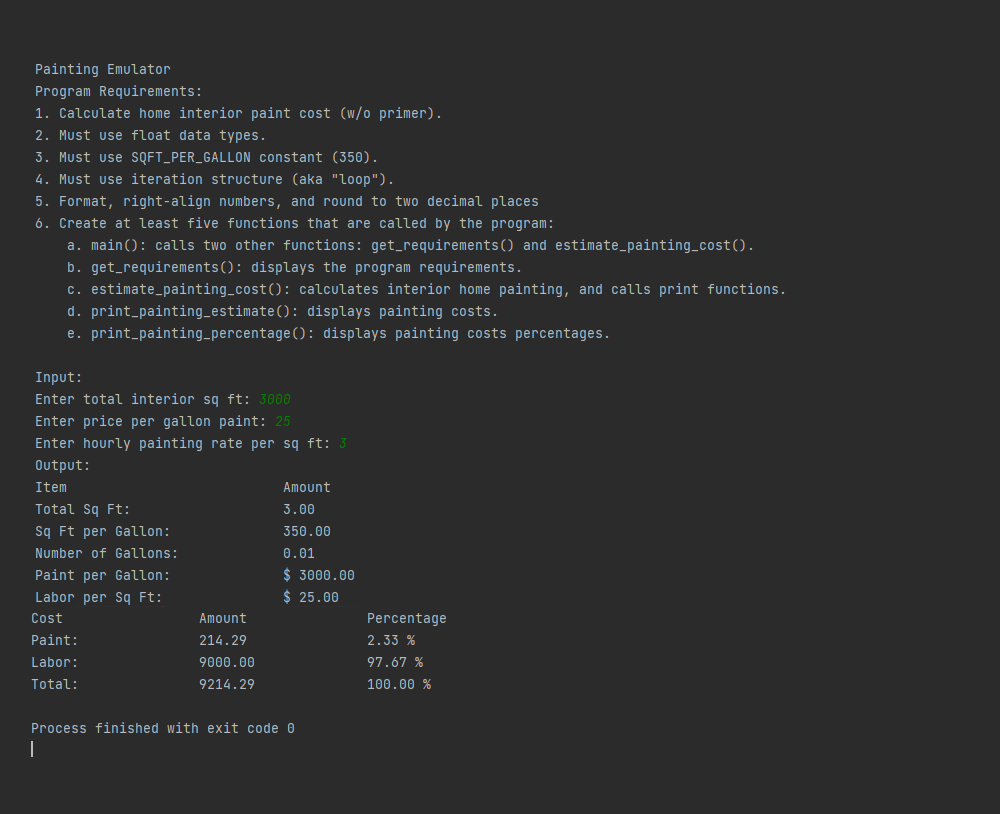 Painting Emulator
Program Requirements:
1. Calculate home interior paint cost (w/o primer).
2. Must use float data types.
3. Must use SQFT_PER_GALLON constant (350).
4. Must use iteration structure (aka "loop").
5. Format, right-align numbers, and round to two decimal places
6. Create at least five functions that are called by the program:
a. main(): calls two other functions: get_requirements() and estimate_painting_cost().
b. get_requirements(): displays the program requirements.
c. estimate_painting_cost(): calculates interior home painting, and calls print functions.
d. print_painting_estimate(): displays painting costs.
e. print_painting_percentage(): displays painting costs percentages.
Input:
Enter total interior sq ft: 3000
Enter price per gallon paint: 25
Enter hourly painting rate per sq ft: 3
Output:
Item Amount
Total Sq Ft: 3.00
Sq Ft per Gallon: 350.00
Number of Gallons: 0.01
Paint per Gallon: $ 3000.00
Labor per Sq Ft: $ 25.00
Cost Amount Percentage
Paint: 214.29 2.33 %
Labor: 9000.00 97.67 %
Total: 9214.29 100.00 %
Process finished with exit code 0